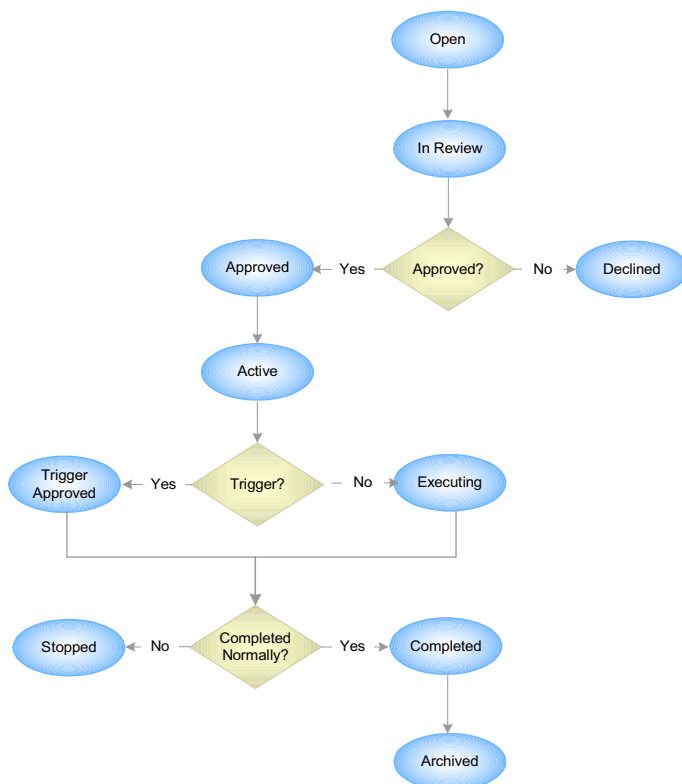 Open
In Review
Approved
Yes
Approved?
No
Declined
Active
Trigger
Approved
Yes
Trigger?
No
Executing
Stopped
No
Completed
Normally?
Yes
Completed
Archived